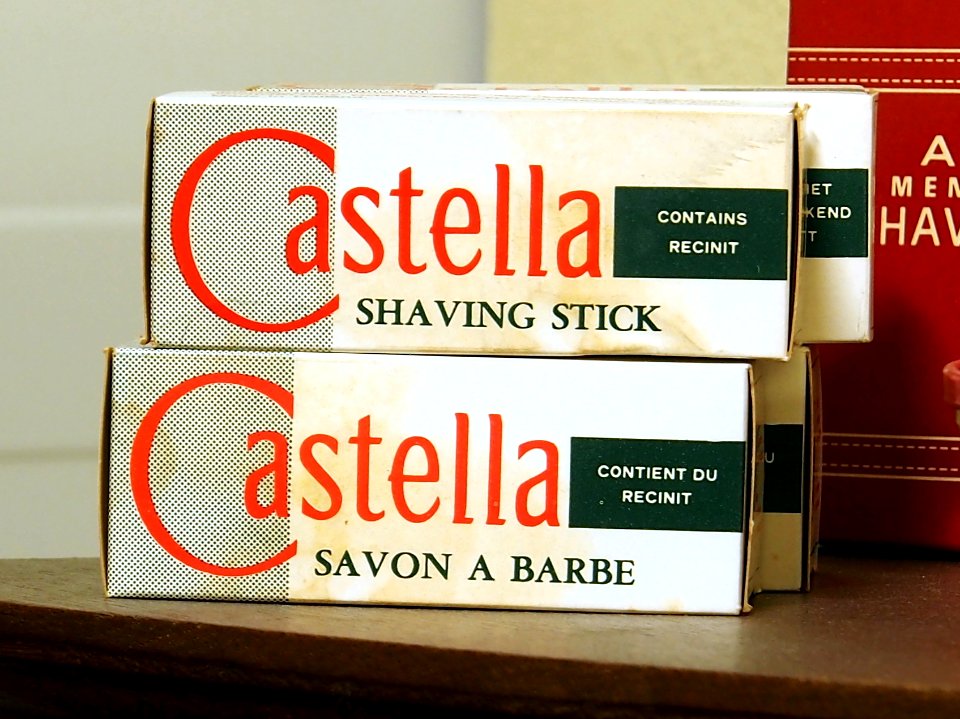 Castella
CONTAINS
RECINIT
SHAVING STICK
Castella
CONTIENT DU
RECINIT
SAVON A BARBE
A